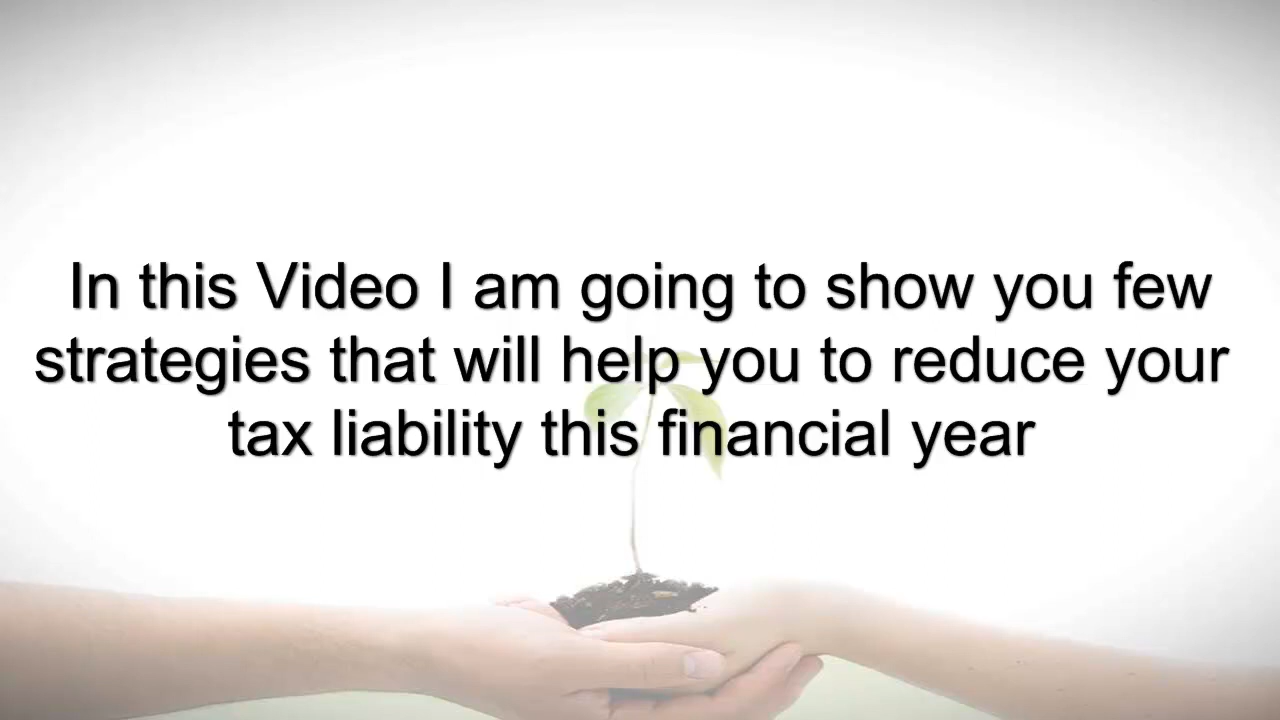 In this Video I am going to show you few
strategies that will help you to reduce your
tax liability this financial year